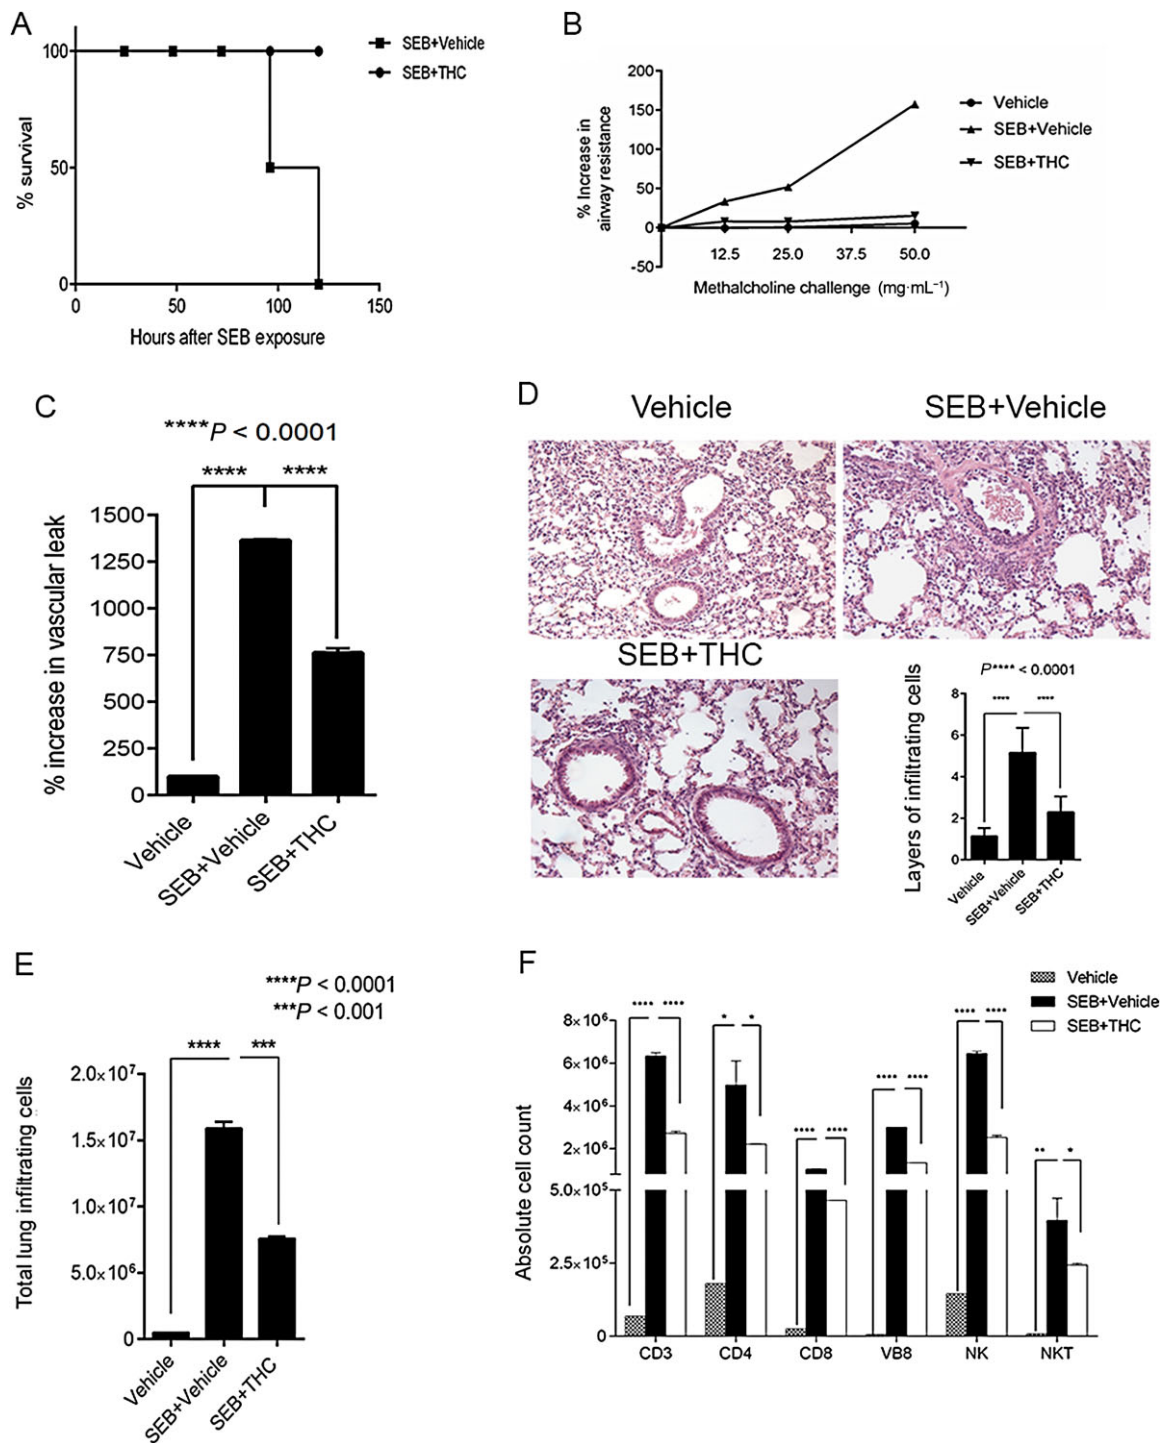 A
SEB+Vehicle
SEB+THC
% survival
100
50
0
0 50 100 150
Hours after SEB exposure
B
% Increase in
airway resistance
200
150
100
50
0
-50
12.5 25.0 37.5 50.0
Methalcholine challenge (mg·mL⁻¹)
Vehicle
SEB+Vehicle
SEB+THC
C
****P < 0.0001
**** ****
% increase in vascular leak
1500
1250
1000
750
500
250
0
Vehicle
SEB+Vehicle
SEB+THC
D
Vehicle
SEB+Vehicle
SEB+THC
P**** < 0.0001
**** ****
Layers of infiltrating cells
8
6
4
2
0
Vehicle
SEB+Vehicle
SEB+THC
E
****P < 0.0001
***P < 0.001
**** ***
Total lung infiltrating cells
2.0×10⁷
1.5×10⁷
1.0×10⁷
5.0×10⁶
0
Vehicle
SEB+Vehicle
SEB+THC
F
Vehicle
SEB+Vehicle
SEB+THC
**** **** * * **** **** **** **** **** **** ** *
Absolute cell count
8×10⁶
6×10⁶
4×10⁶
2×10⁶
5.0×10⁵
2.5×10⁵
0
CD3 CD4 CD8 VB8 NK NKT